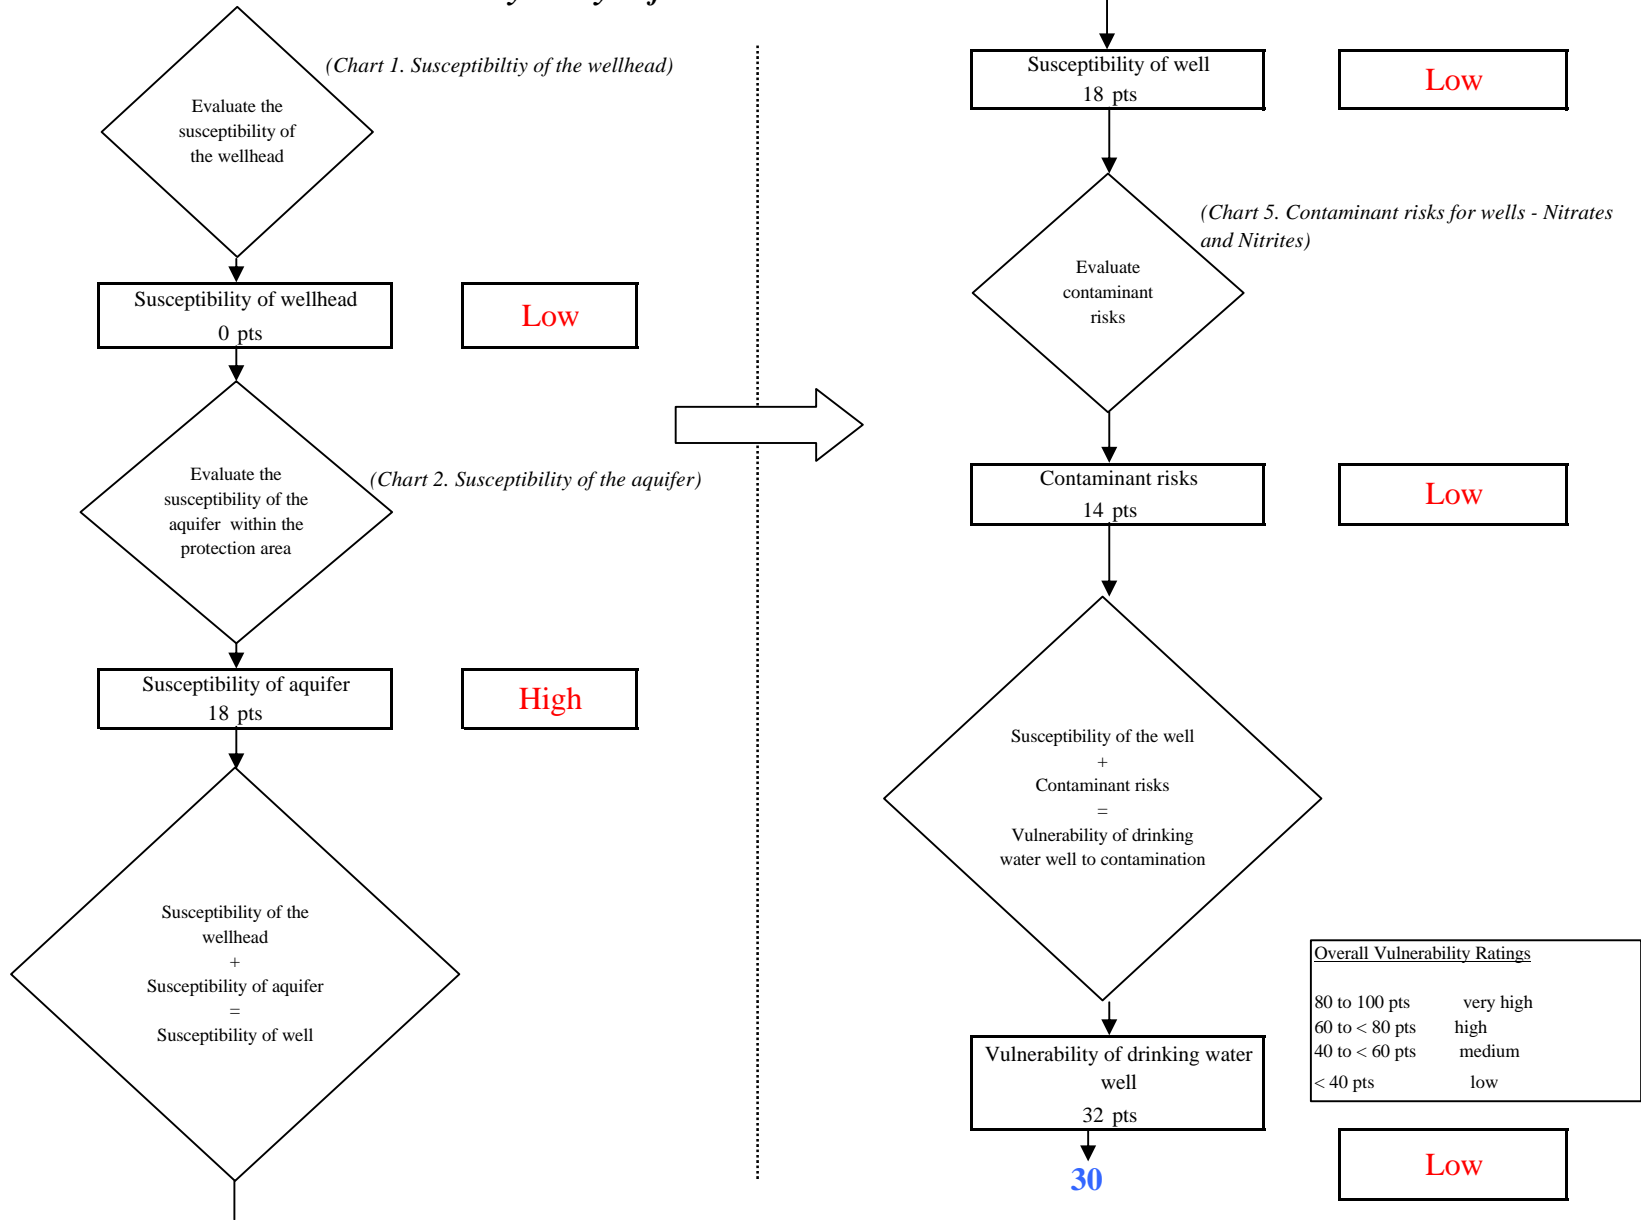 (Chart 1. Susceptibiltiy of the wellhead)
Evaluate the
susceptibility of
the wellhead
Susceptibility of wellhead
0 pts
Low
Evaluate the
susceptibility of the
aquifer within the
protection area
(Chart 2. Susceptibility of the aquifer)
Susceptibility of aquifer
18 pts
High
Susceptibility of the
wellhead
+
Susceptibility of aquifer
=
Susceptibility of well
Susceptibility of well
18 pts
Low
(Chart 5. Contaminant risks for wells - Nitrates
and Nitrites)
Evaluate
contaminant
risks
Contaminant risks
14 pts
Low
Susceptibility of the well
+
Contaminant risks
=
Vulnerability of drinking
water well to contamination
Overall Vulnerability Ratings
80 to 100 pts very high
60 to < 80 pts high
40 to < 60 pts medium
< 40 pts low
Vulnerability of drinking water
well
32 pts
30
Low